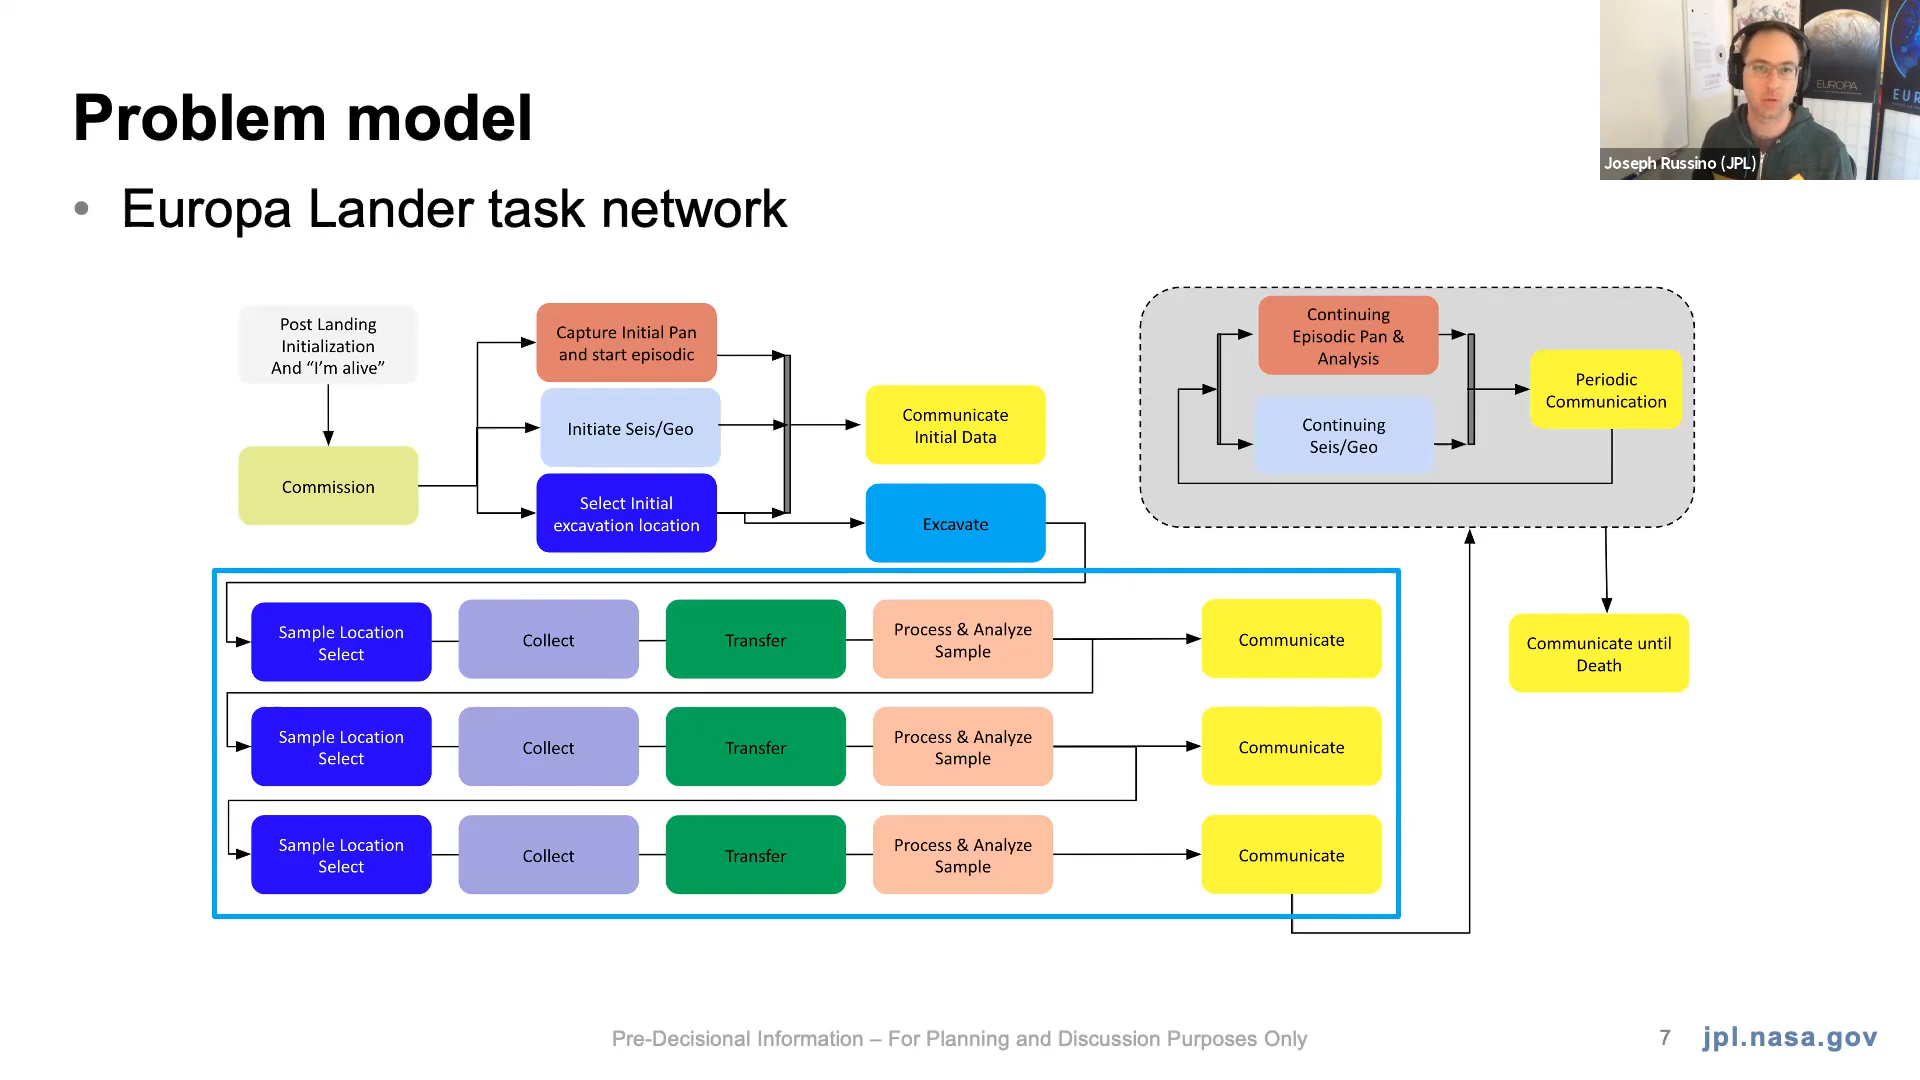 Problem model
• Europa Lander task network
Joseph Russino (JPL)
EUROPA
EUR
Post Landing
Initialization
And “I’m alive”
Commission
Capture Initial Pan
and start episodic
Initiate Seis/Geo
Select Initial
excavation location
Communicate
Initial Data
Excavate
Continuing
Episodic Pan &
Analysis
Continuing
Seis/Geo
Periodic
Communication
Communicate until
Death
Sample Location
Select
Collect
Transfer
Process & Analyze
Sample
Communicate
Sample Location
Select
Collect
Transfer
Process & Analyze
Sample
Communicate
Sample Location
Select
Collect
Transfer
Process & Analyze
Sample
Communicate
Pre-Decisional Information – For Planning and Discussion Purposes Only
7
jpl.nasa.gov